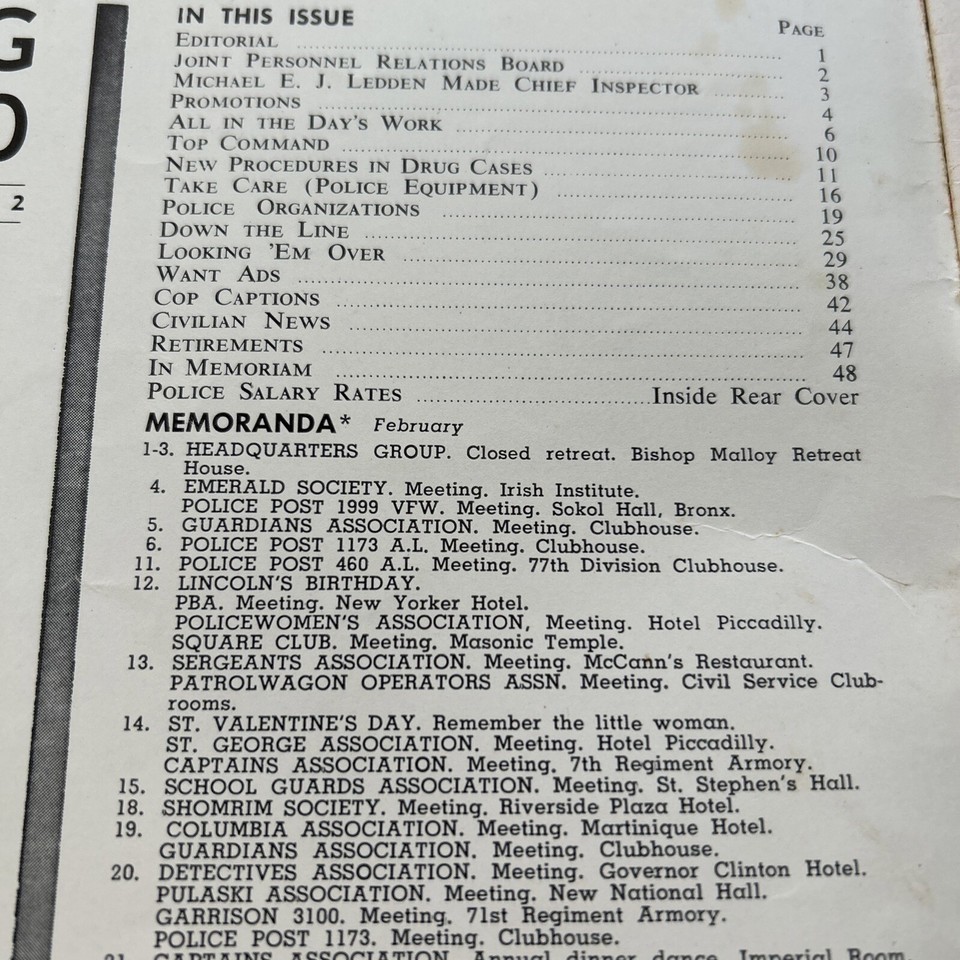 G
O
2
IN THIS ISSUE
PAGE
EDITORIAL 1
JOINT PERSONNEL RELATIONS BOARD 2
MICHAEL E. J. LEDDEN MADE CHIEF INSPECTOR 3
PROMOTIONS 4
ALL IN THE DAY'S WORK 6
TOP COMMAND 10
NEW PROCEDURES IN DRUG CASES 11
TAKE CARE (POLICE EQUIPMENT) 16
POLICE ORGANIZATIONS 19
DOWN THE LINE 25
LOOKING 'EM OVER 29
WANT ADS 38
COP CAPTIONS 42
CIVILIAN NEWS 44
RETIREMENTS 47
IN MEMORIAM 48
POLICE SALARY RATES Inside Rear Cover
MEMORANDA* February
1-3. HEADQUARTERS GROUP. Closed retreat. Bishop Malloy Retreat
House.
4. EMERALD SOCIETY. Meeting. Irish Institute.
POLICE POST 1999 VFW. Meeting. Sokol Hall, Bronx.
5. GUARDIANS ASSOCIATION. Meeting. Clubhouse.
6. POLICE POST 1173 A.L. Meeting. Clubhouse.
11. POLICE POST 460 A.L. Meeting. 77th Division Clubhouse.
12. LINCOLN'S BIRTHDAY.
PBA. Meeting. New Yorker Hotel.
POLICEWOMEN'S ASSOCIATION, Meeting. Hotel Piccadilly.
SQUARE CLUB. Meeting. Masonic Temple.
13. SERGEANTS ASSOCIATION. Meeting. McCann's Restaurant.
PATROLWAGON OPERATORS ASSN. Meeting. Civil Service Club-
rooms.
14. ST. VALENTINE'S DAY. Remember the little woman.
ST. GEORGE ASSOCIATION. Meeting. Hotel Piccadilly.
CAPTAINS ASSOCIATION. Meeting. 7th Regiment Armory.
15. SCHOOL GUARDS ASSOCIATION. Meeting. St. Stephen's Hall.
18. SHOMRIM SOCIETY. Meeting. Riverside Plaza Hotel.
19. COLUMBIA ASSOCIATION. Meeting. Martinique Hotel.
GUARDIANS ASSOCIATION. Meeting. Clubhouse.
20. DETECTIVES ASSOCIATION. Meeting. Governor Clinton Hotel.
PULASKI ASSOCIATION. Meeting. New National Hall.
GARRISON 3100. Meeting. 71st Regiment Armory.
POLICE POST 1173. Meeting. Clubhouse.
21. CAPTAINS ASSOCIATION. Annual dinner dance. Imperial Room.